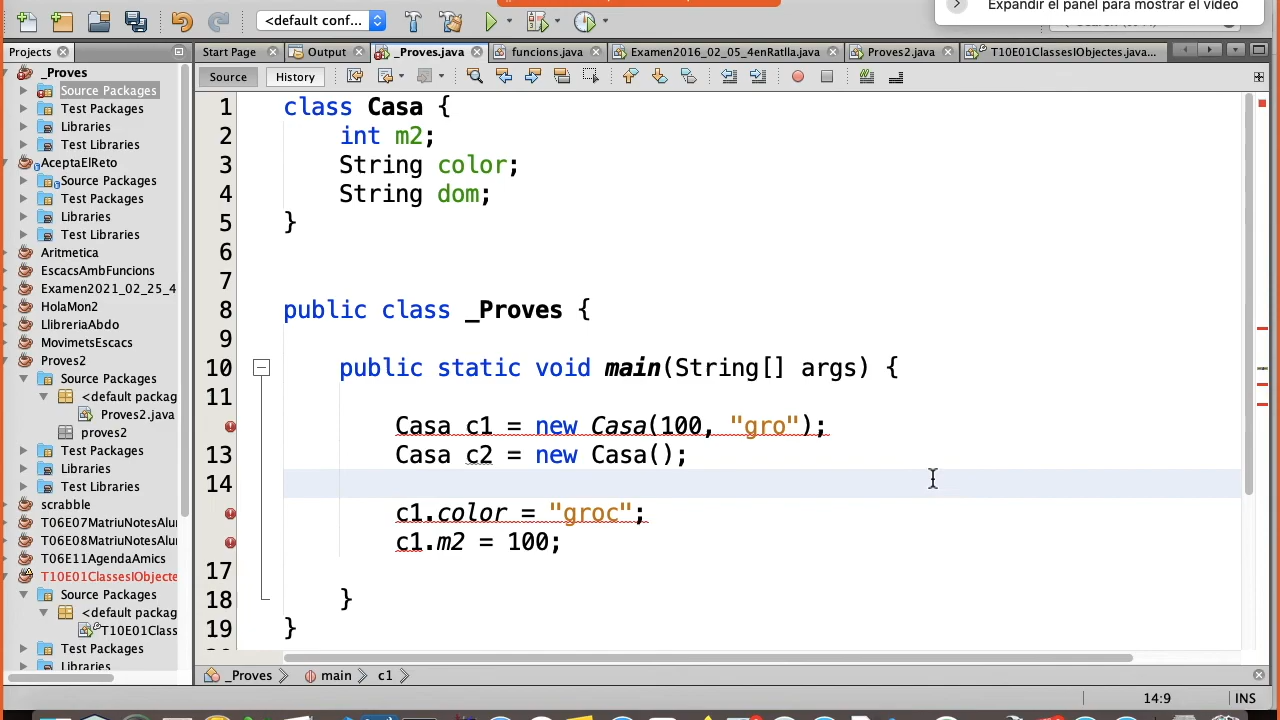 Expandir el panel para mostrar el vídeo
<default conf...
Projects
Start Page
Output
_Proves.java
funcions.java
Examen2016_02_05_4enRatlla.java
Proves2.java
T10E01ClassesIObjectes.java...
Source
History
_Proves
Source Packages
Test Packages
Libraries
Test Libraries
AceptaElReto
Source Packages
Test Packages
Libraries
Test Libraries
Aritmetica
EscacsAmbFuncions
Examen2021_02_25_4
HolaMon2
LlibreriaAbdo
MovimetsEscacs
Proves2
Source Packages
<default packag
Proves2.java
proves2
Test Packages
Libraries
Test Libraries
scrabble
T06E07MatriuNotesAlur
T06E08MatriuNotesAlur
T06E11AgendaAmics
T10E01ClassesIObjecte
Source Packages
<default packag
T10E01Class
Test Packages
Libraries
1 class Casa {
2 int m2;
3 String color;
4 String dom;
5 }
6
7
8 public class _Proves {
9
10 public static void main(String[] args) {
11
Casa c1 = new Casa(100, "gro");
13 Casa c2 = new Casa();
14
c1.color = "groc";
c1.m2 = 100;
17
18 }
19 }
_Proves
main
c1
14:9
INS